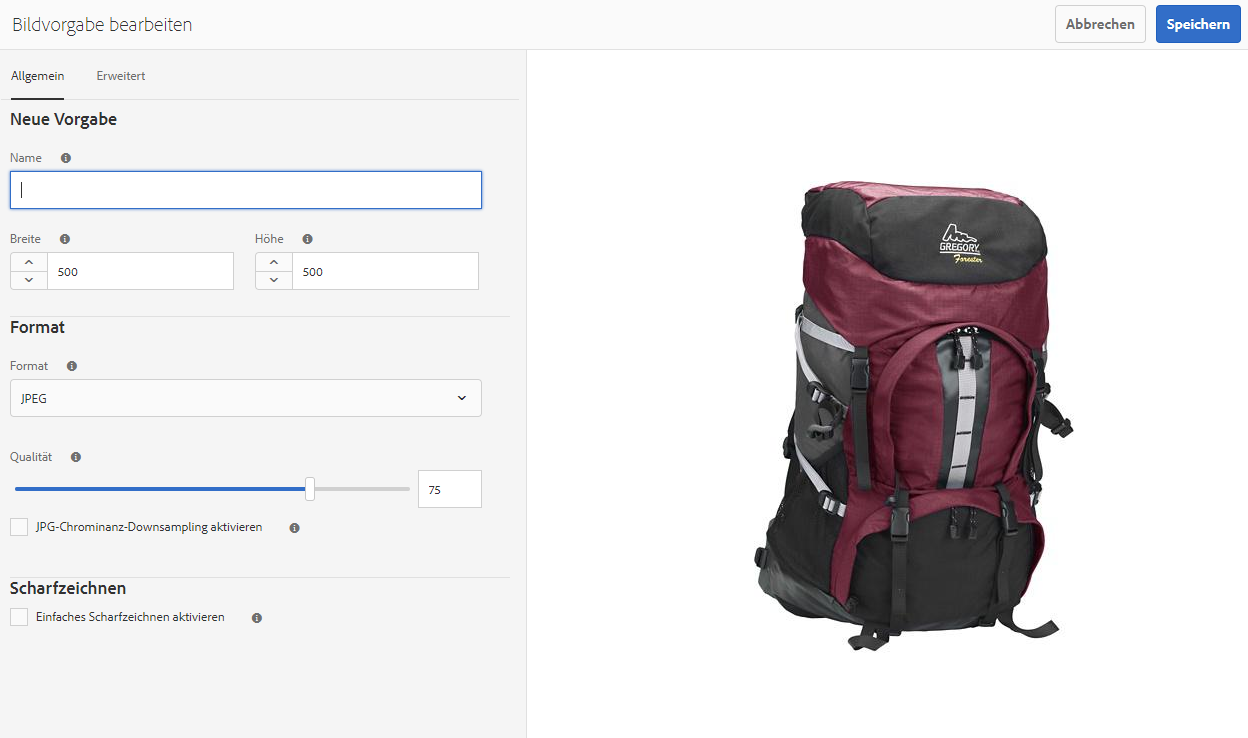 Bildvorgabe bearbeiten
Abbrechen
Speichern
Allgemein
Erweitert
Neue Vorgabe
Name
Breite
Höhe
500
500
Format
Format
JPEG
Qualität
75
JPG-Chrominanz-Downsampling aktivieren
Scharfzeichnen
Einfaches Scharfzeichnen aktivieren
GREGORY
Forester